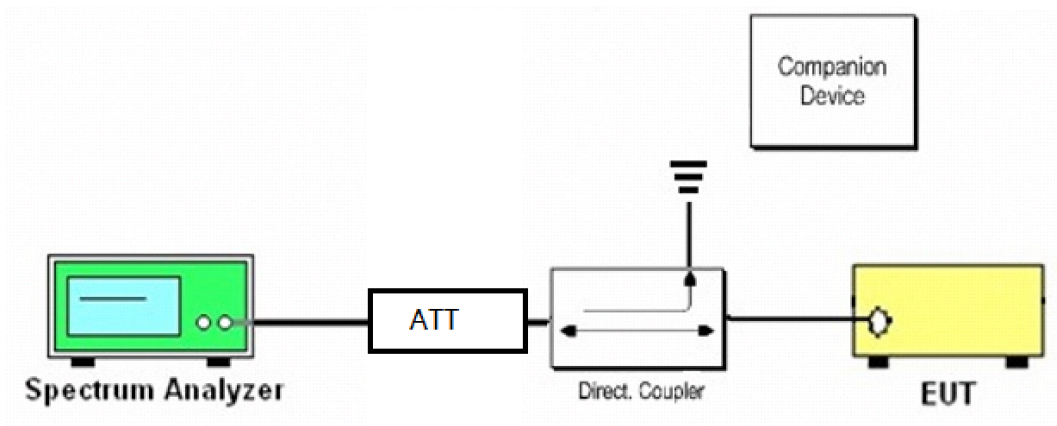 Companion
Device
ATT
Direct. Coupler
Spectrum Analyzer
EUT